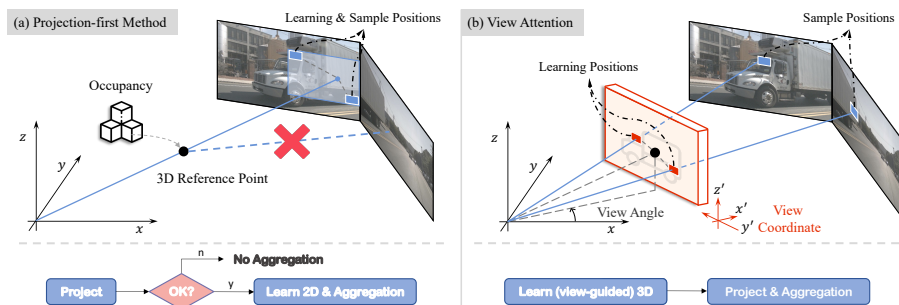 (a) Projection-first Method
Learning & Sample Positions
Occupancy
z
y
3D Reference Point
x
n
No Aggregation
Project
OK?
y
Learn 2D & Aggregation
(b) View Attention
Sample Positions
Learning Positions
z
y
View Angle
x
z'
x'
y'
View
Coordinate
Learn (view-guided) 3D
Project & Aggregation